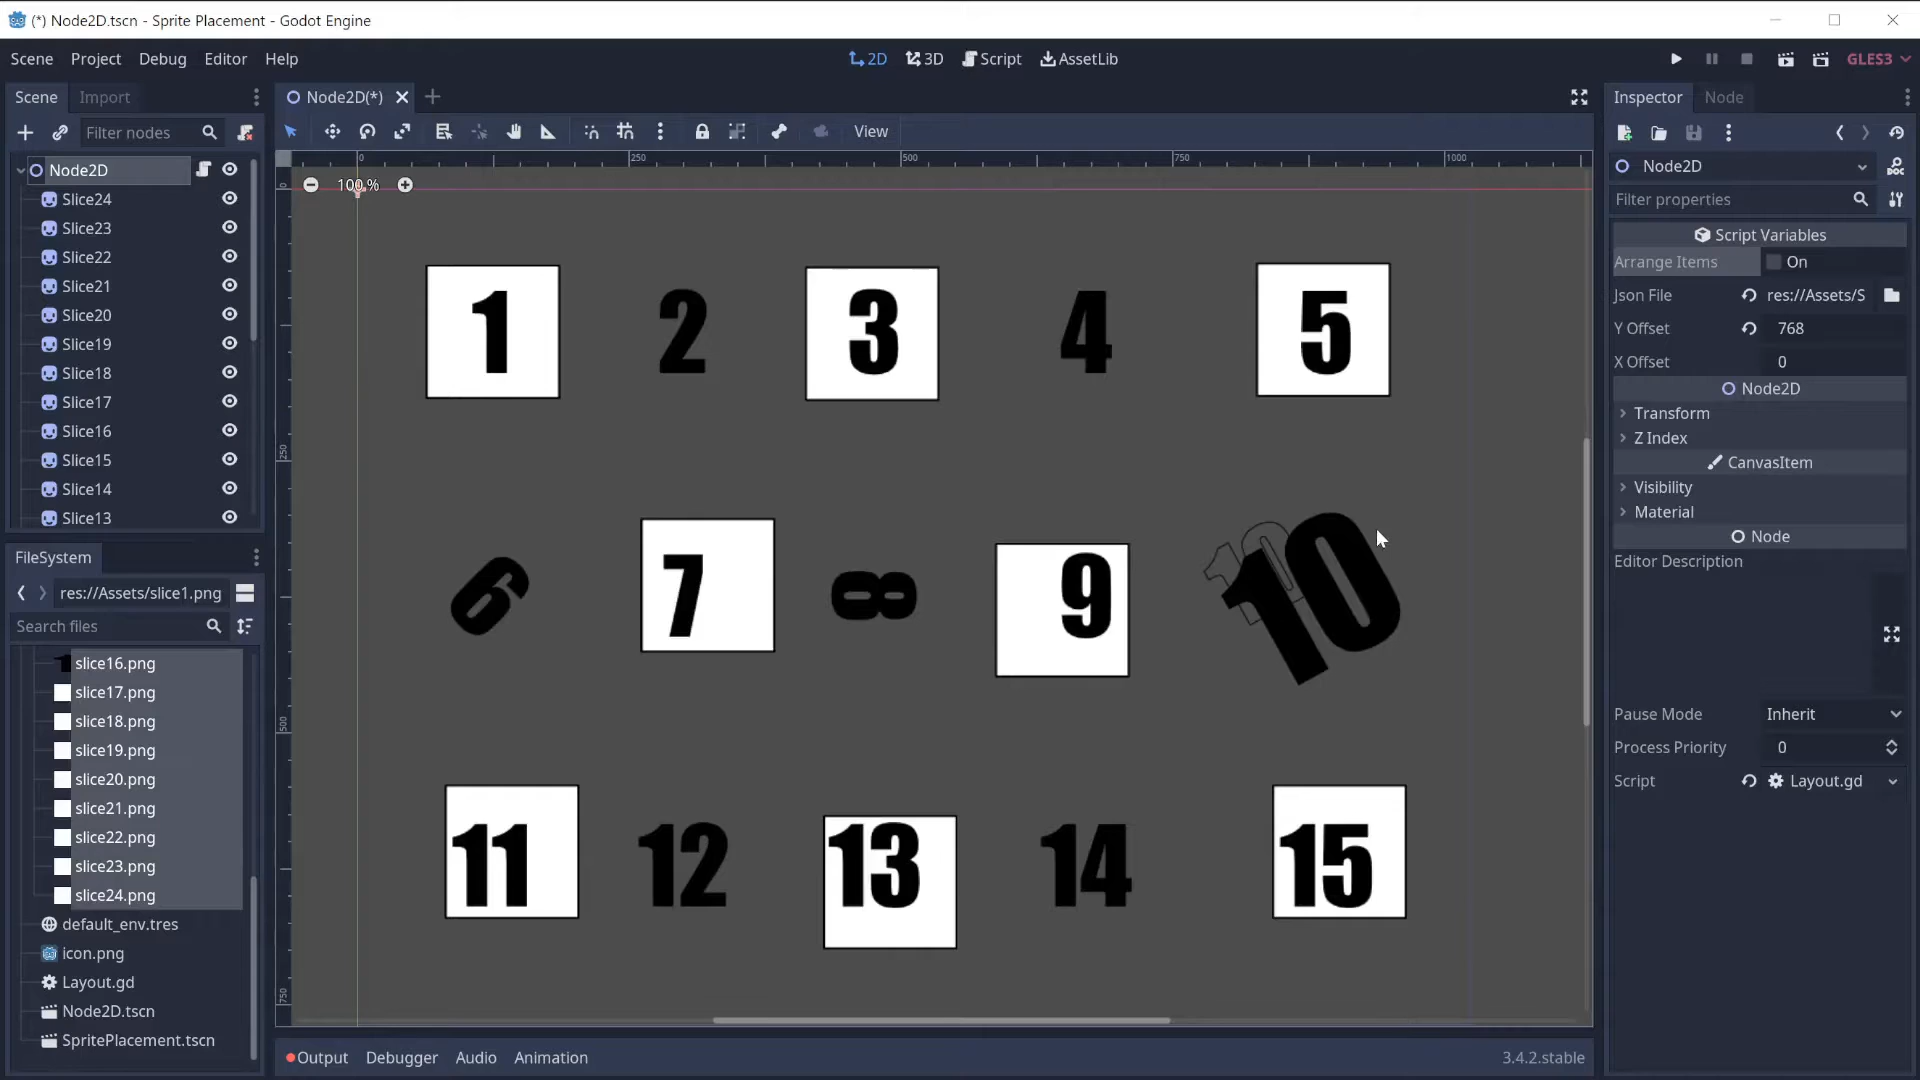 (*) Node2D.tscn - Sprite Placement - Godot Engine
Scene Project Debug Editor Help
2D 3D Script AssetLib
GLES3
Scene Import
Node2D(*)
Inspector Node
Filter nodes
View
Node2D
Slice24
Slice23
Slice22
Slice21
Slice20
Slice19
Slice18
Slice17
Slice16
Slice15
Slice14
Slice13
FileSystem
res://Assets/slice1.png
Search files
slice16.png
slice17.png
slice18.png
slice19.png
slice20.png
slice21.png
slice22.png
slice23.png
slice24.png
default_env.tres
icon.png
Layout.gd
Node2D.tscn
SpritePlacement.tscn
0 250 500 750 1000
0
250
500
750
100 %
1 2 3 4 5
6 7 8 9 10
11 12 13 14 15
Output Debugger Audio Animation
3.4.2.stable
Node2D
Filter properties
Script Variables
Arrange Items On
Json File res://Assets/S
Y Offset 768
X Offset 0
Node2D
Transform
Z Index
CanvasItem
Visibility
Material
Node
Editor Description
Pause Mode Inherit
Process Priority 0
Script Layout.gd